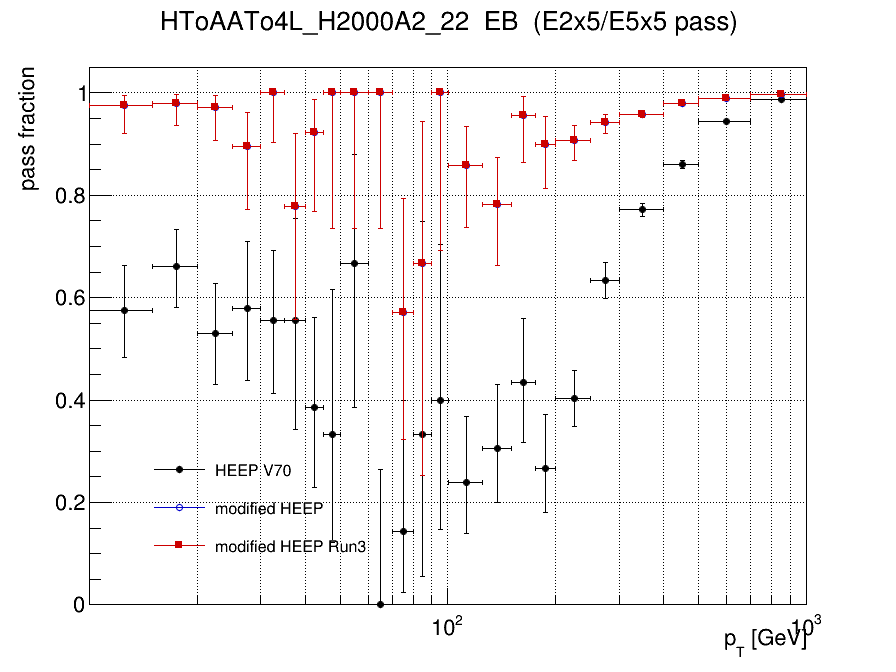 HToAATo4L_H2000A2_22 EB (E2x5/E5x5 pass)
pass fraction
1
0.8
0.6
0.4
0.2
0
HEEP V70
modified HEEP
modified HEEP Run3
10²
10³
p_T [GeV]